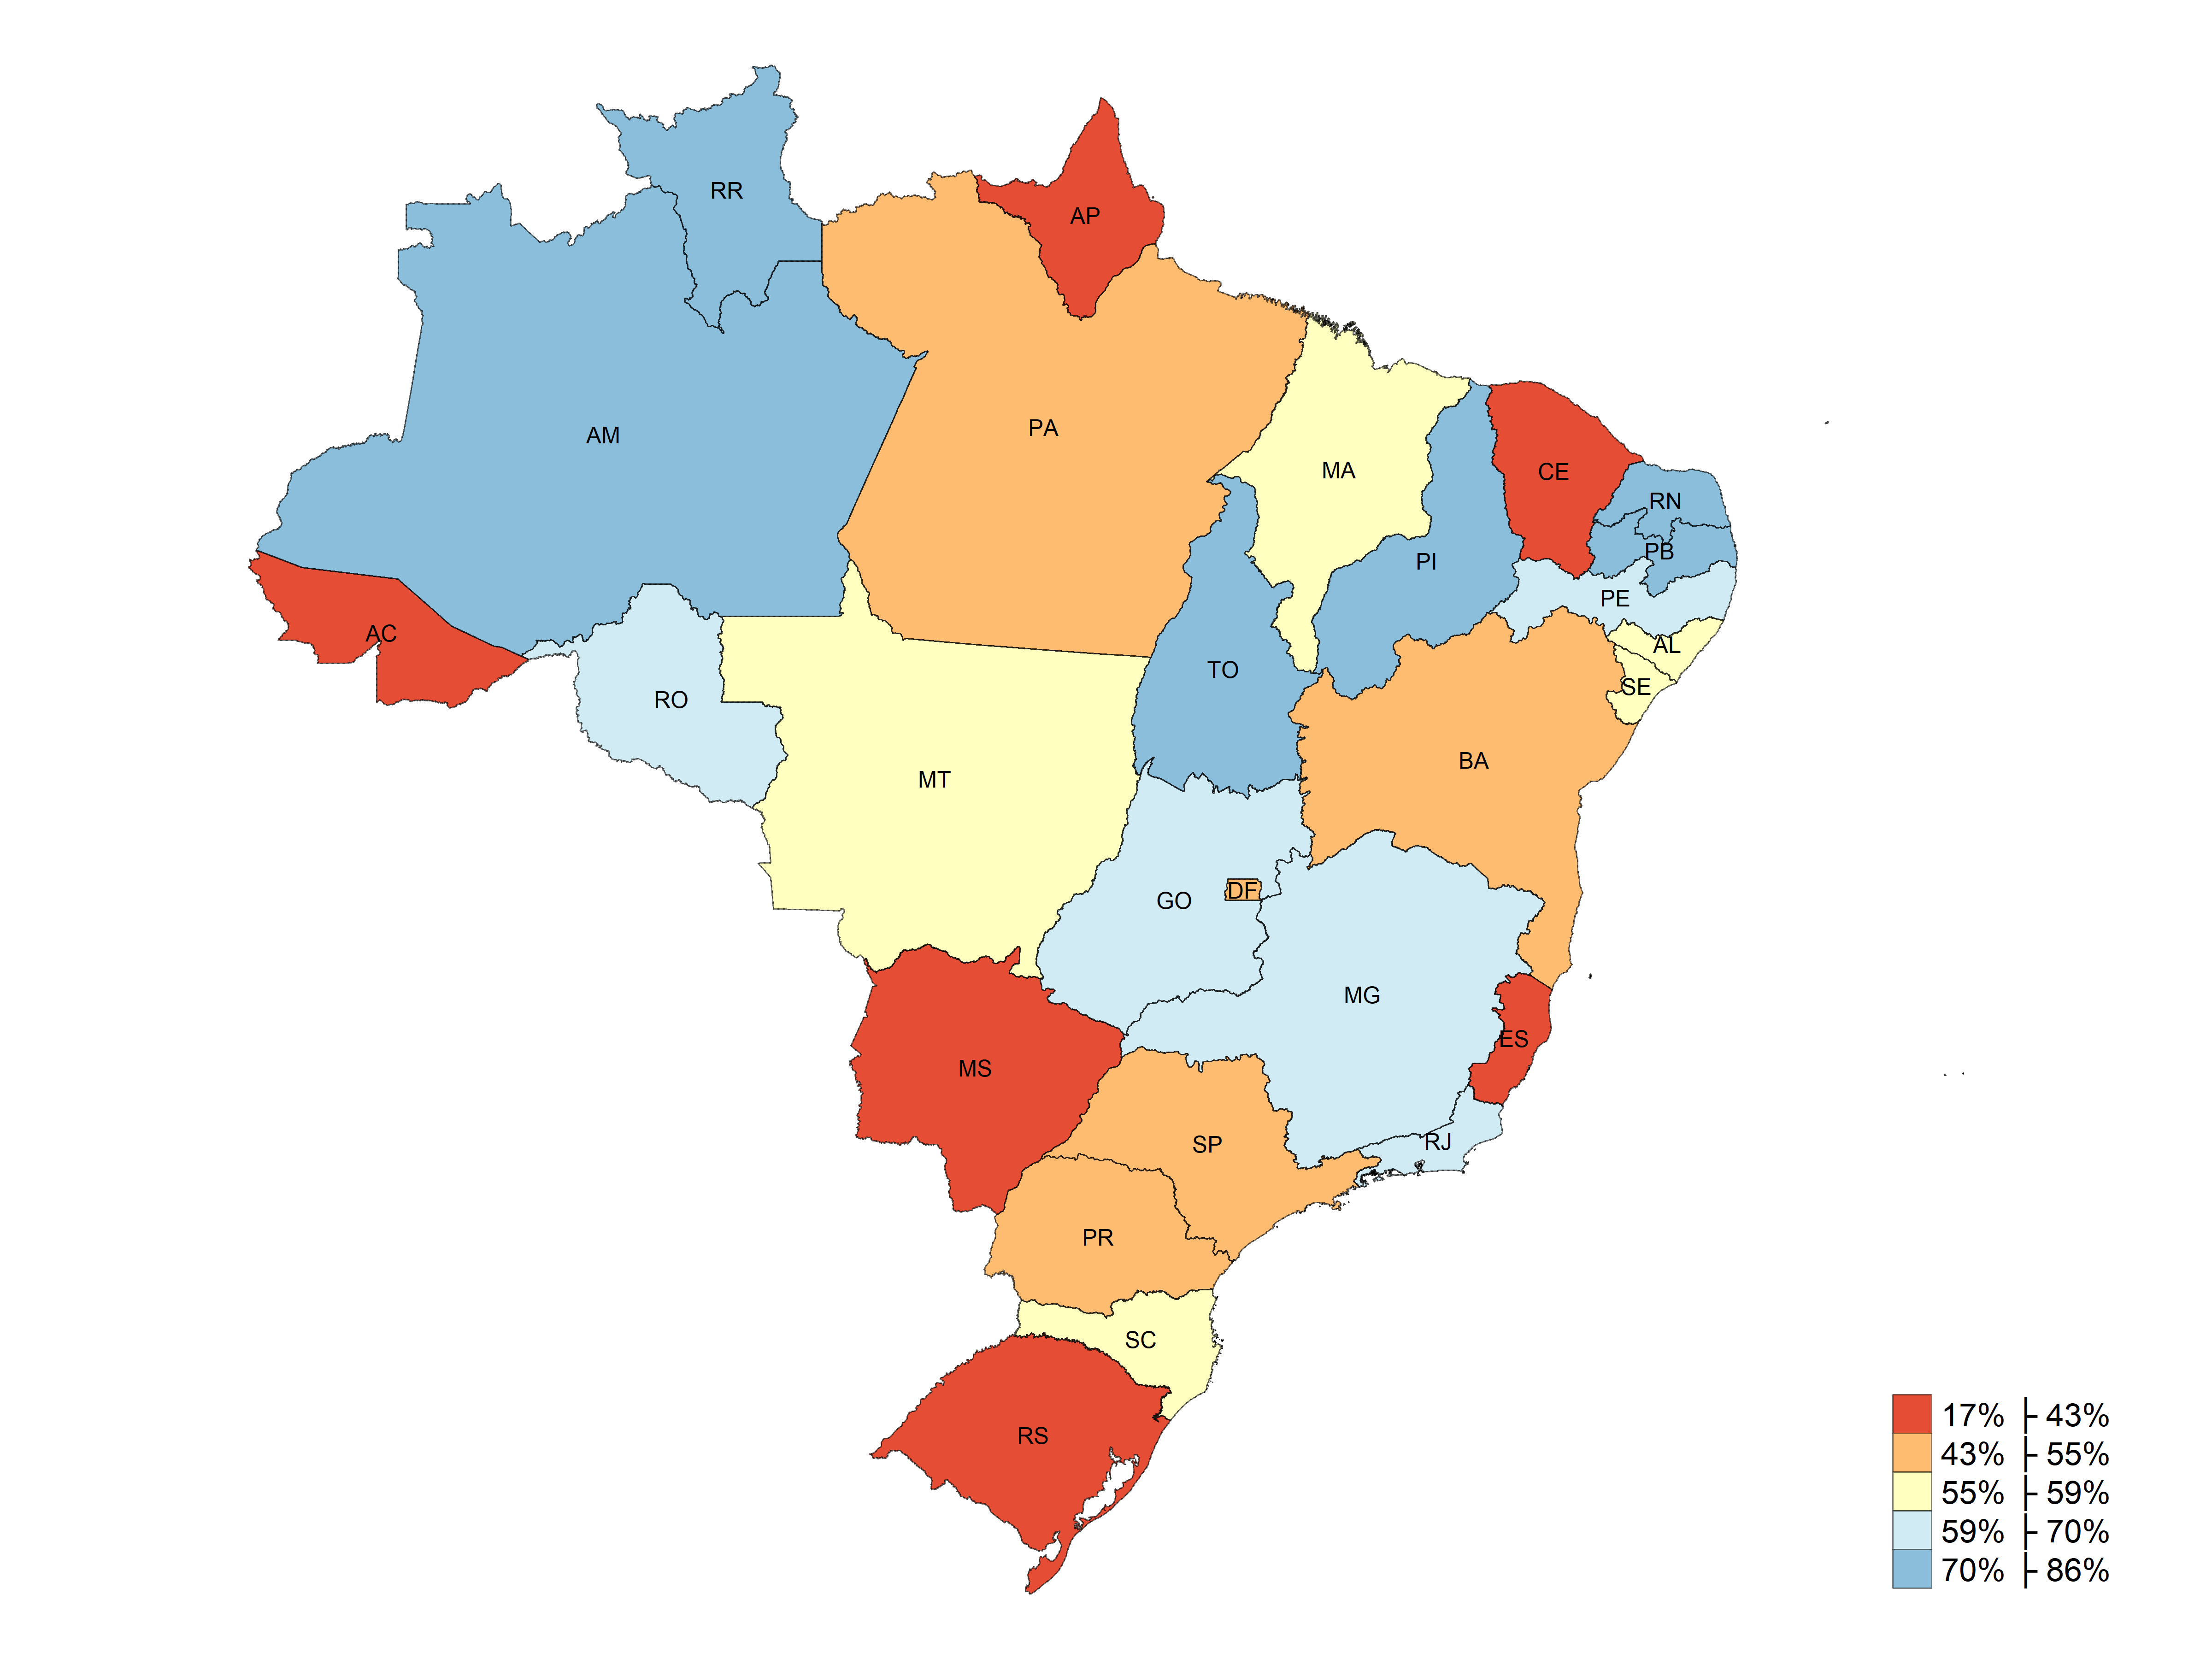 RR
AP
AM
PA
MA
CE
RN
PB
PI
PE
AC
AL
TO
SE
RO
BA
MT
DF
GO
MG
ES
MS
RJ
SP
PR
SC
RS
17% ├ 43%
43% ├ 55%
55% ├ 59%
59% ├ 70%
70% ├ 86%